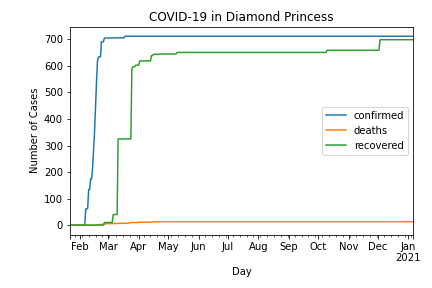 COVID-19 in Diamond Princess
Number of Cases
700
600
500
400
300
200
100
0
confirmed
deaths
recovered
Feb Mar Apr May Jun Jul Aug Sep Oct Nov Dec Jan
2021
Day